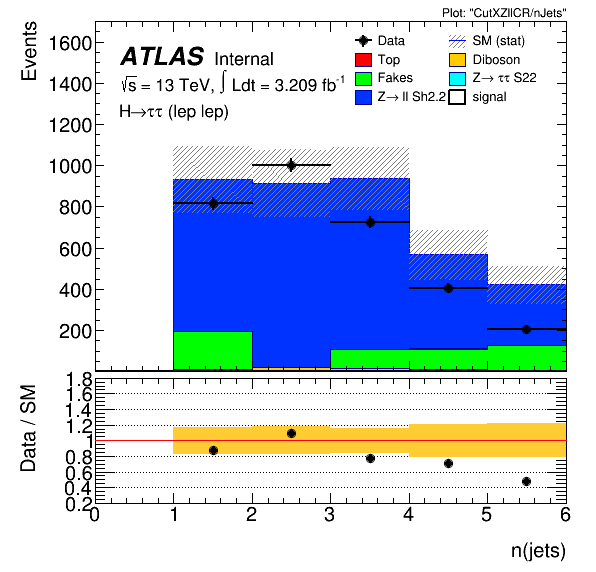 Plot: "CutXZllCR/nJets"
Events
1600
1400
1200
1000
800
600
400
200
ATLAS Internal
√s = 13 TeV, ∫ Ldt = 3.209 fb⁻¹
H→ττ (lep lep)
Data
SM (stat)
Top
Diboson
Fakes
Z→ ττ S22
Z→ ll Sh2.2
signal
Data / SM
1.8
1.6
1.4
1.2
1
0.8
0.6
0.4
0.2
0 1 2 3 4 5 6
n(jets)